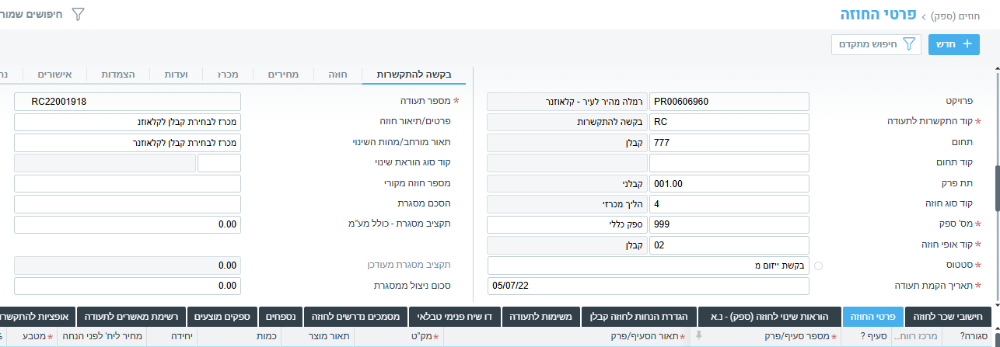 חוזים (ספק) › פרטי החוזה
חיפושים שמור
+ חדש
חיפוש מתקדם
בקשה להתקשרות חוזה מחירים מכרז ועדות הצמדות אישורים
פרויקט PR00606960 רמלה מהיר לעיר - קלאוזנר
* קוד התקשרות לתעודה RC בקשה להתקשרות
תחום 777 קבלן
קוד תחום
תת פרק 001.00 קבלני
קוד סוג חוזה 4 הליך מכרזי
* מס' ספק 999 ספק כללי
* קוד אופי חוזה 02 קבלן
* סטטוס בקשת ייזום מ
* תאריך הקמת תעודה 05/07/22
* מספר תעודה RC22001918
פרטים/תיאור חוזה מכרז לבחירת קבלן לקלאוזנ
תאור מורחב/מהות השינוי מכרז לבחירת קבלן לקלאוזנר
קוד סוג הוראת שינוי
מספר חוזה מקורי
הסכם מסגרת
תקציב מסגרת - כולל מע"מ 0.00
תקציב מסגרת מעודכן 0.00
סכום ניצול ממסגרת 0.00
חישובי שכר לחוזה פרטי החוזה הוראות שינוי לחוזה (ספק) - נ.א הגדרת הנחות לחוזה קבלן משימות לתעודה דו שיח פנימי טבלאי מסמכים נדרשים לחוזה נספחים ספקים מוצעים רשימת מאשרים לתעודה אופציות להתקשרו
סגורה? מרכז רווח... סעיף ? * מספר סעיף/פרק * תאור הסעיף/פרק * מק"ט תאור מוצר כמות יחידה מחיר ליח' לפני הנחה * מטבע %